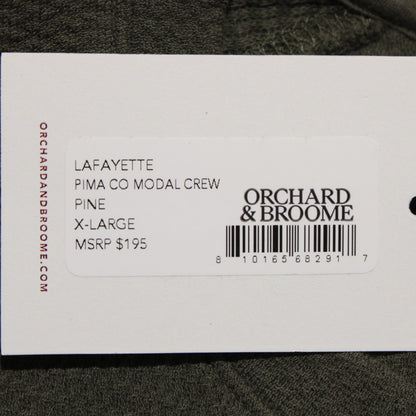 ORCHARDANDBROOME.COM
LAFAYETTE
PIMA CO MODAL CREW
PINE
X-LARGE
MSRP $195
ORCHARD
& BROOME
8 10165 68291 7